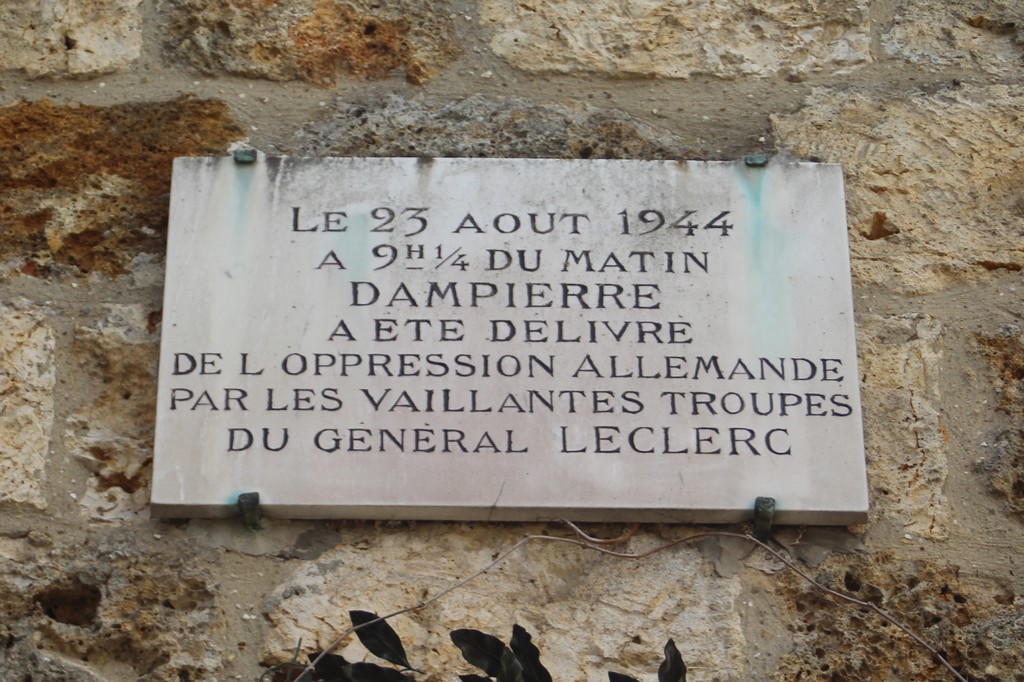 LE 23 AOUT 1944
A 9H 1/4 DU MATIN
DAMPIERRE
A ETE DELIVRE
DE L OPPRESSION ALLEMANDE
PAR LES VAILLANTES TROUPES
DU GENERAL LECLERC